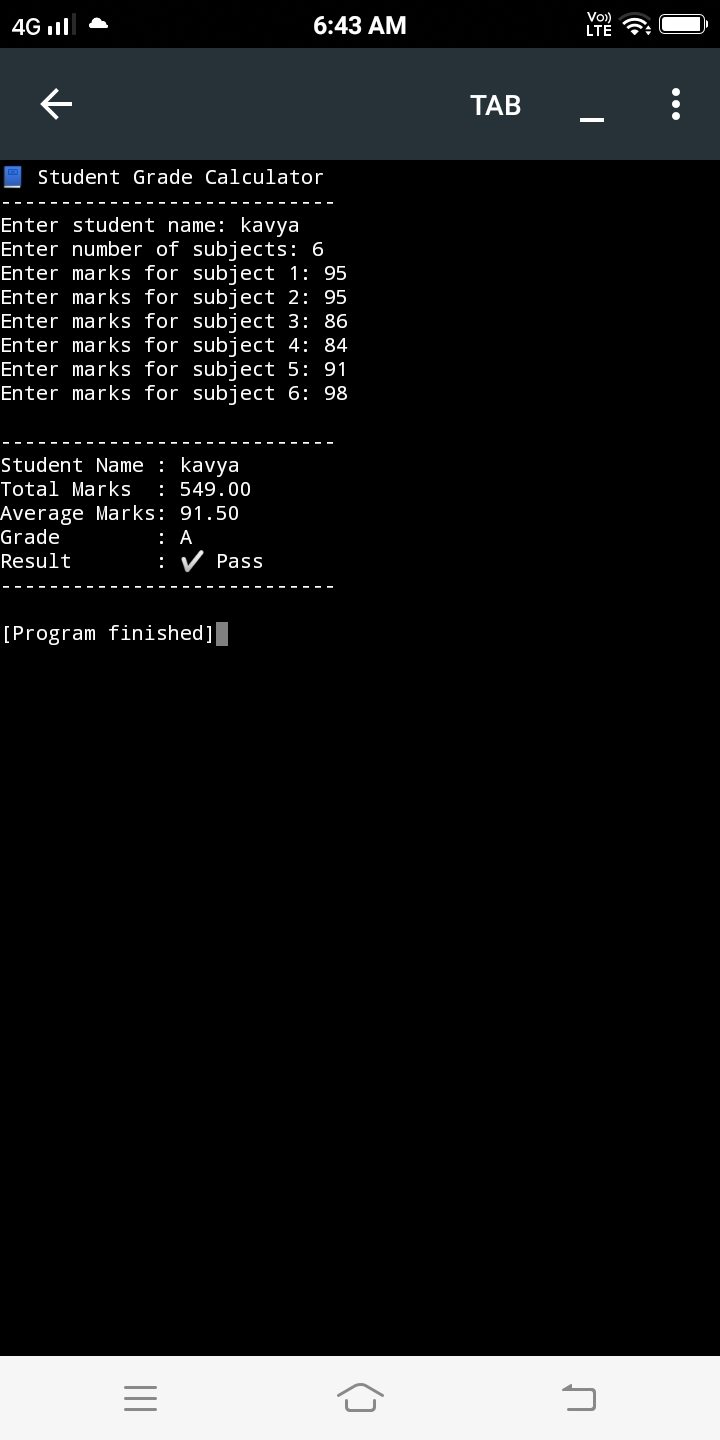 4G 6:43 AM Vo)) LTE
TAB
📘 Student Grade Calculator
----------------------------
Enter student name: kavya
Enter number of subjects: 6
Enter marks for subject 1: 95
Enter marks for subject 2: 95
Enter marks for subject 3: 86
Enter marks for subject 4: 84
Enter marks for subject 5: 91
Enter marks for subject 6: 98

----------------------------
Student Name : kavya
Total Marks  : 549.00
Average Marks: 91.50
Grade        : A
Result       : ✔️ Pass
----------------------------

[Program finished]